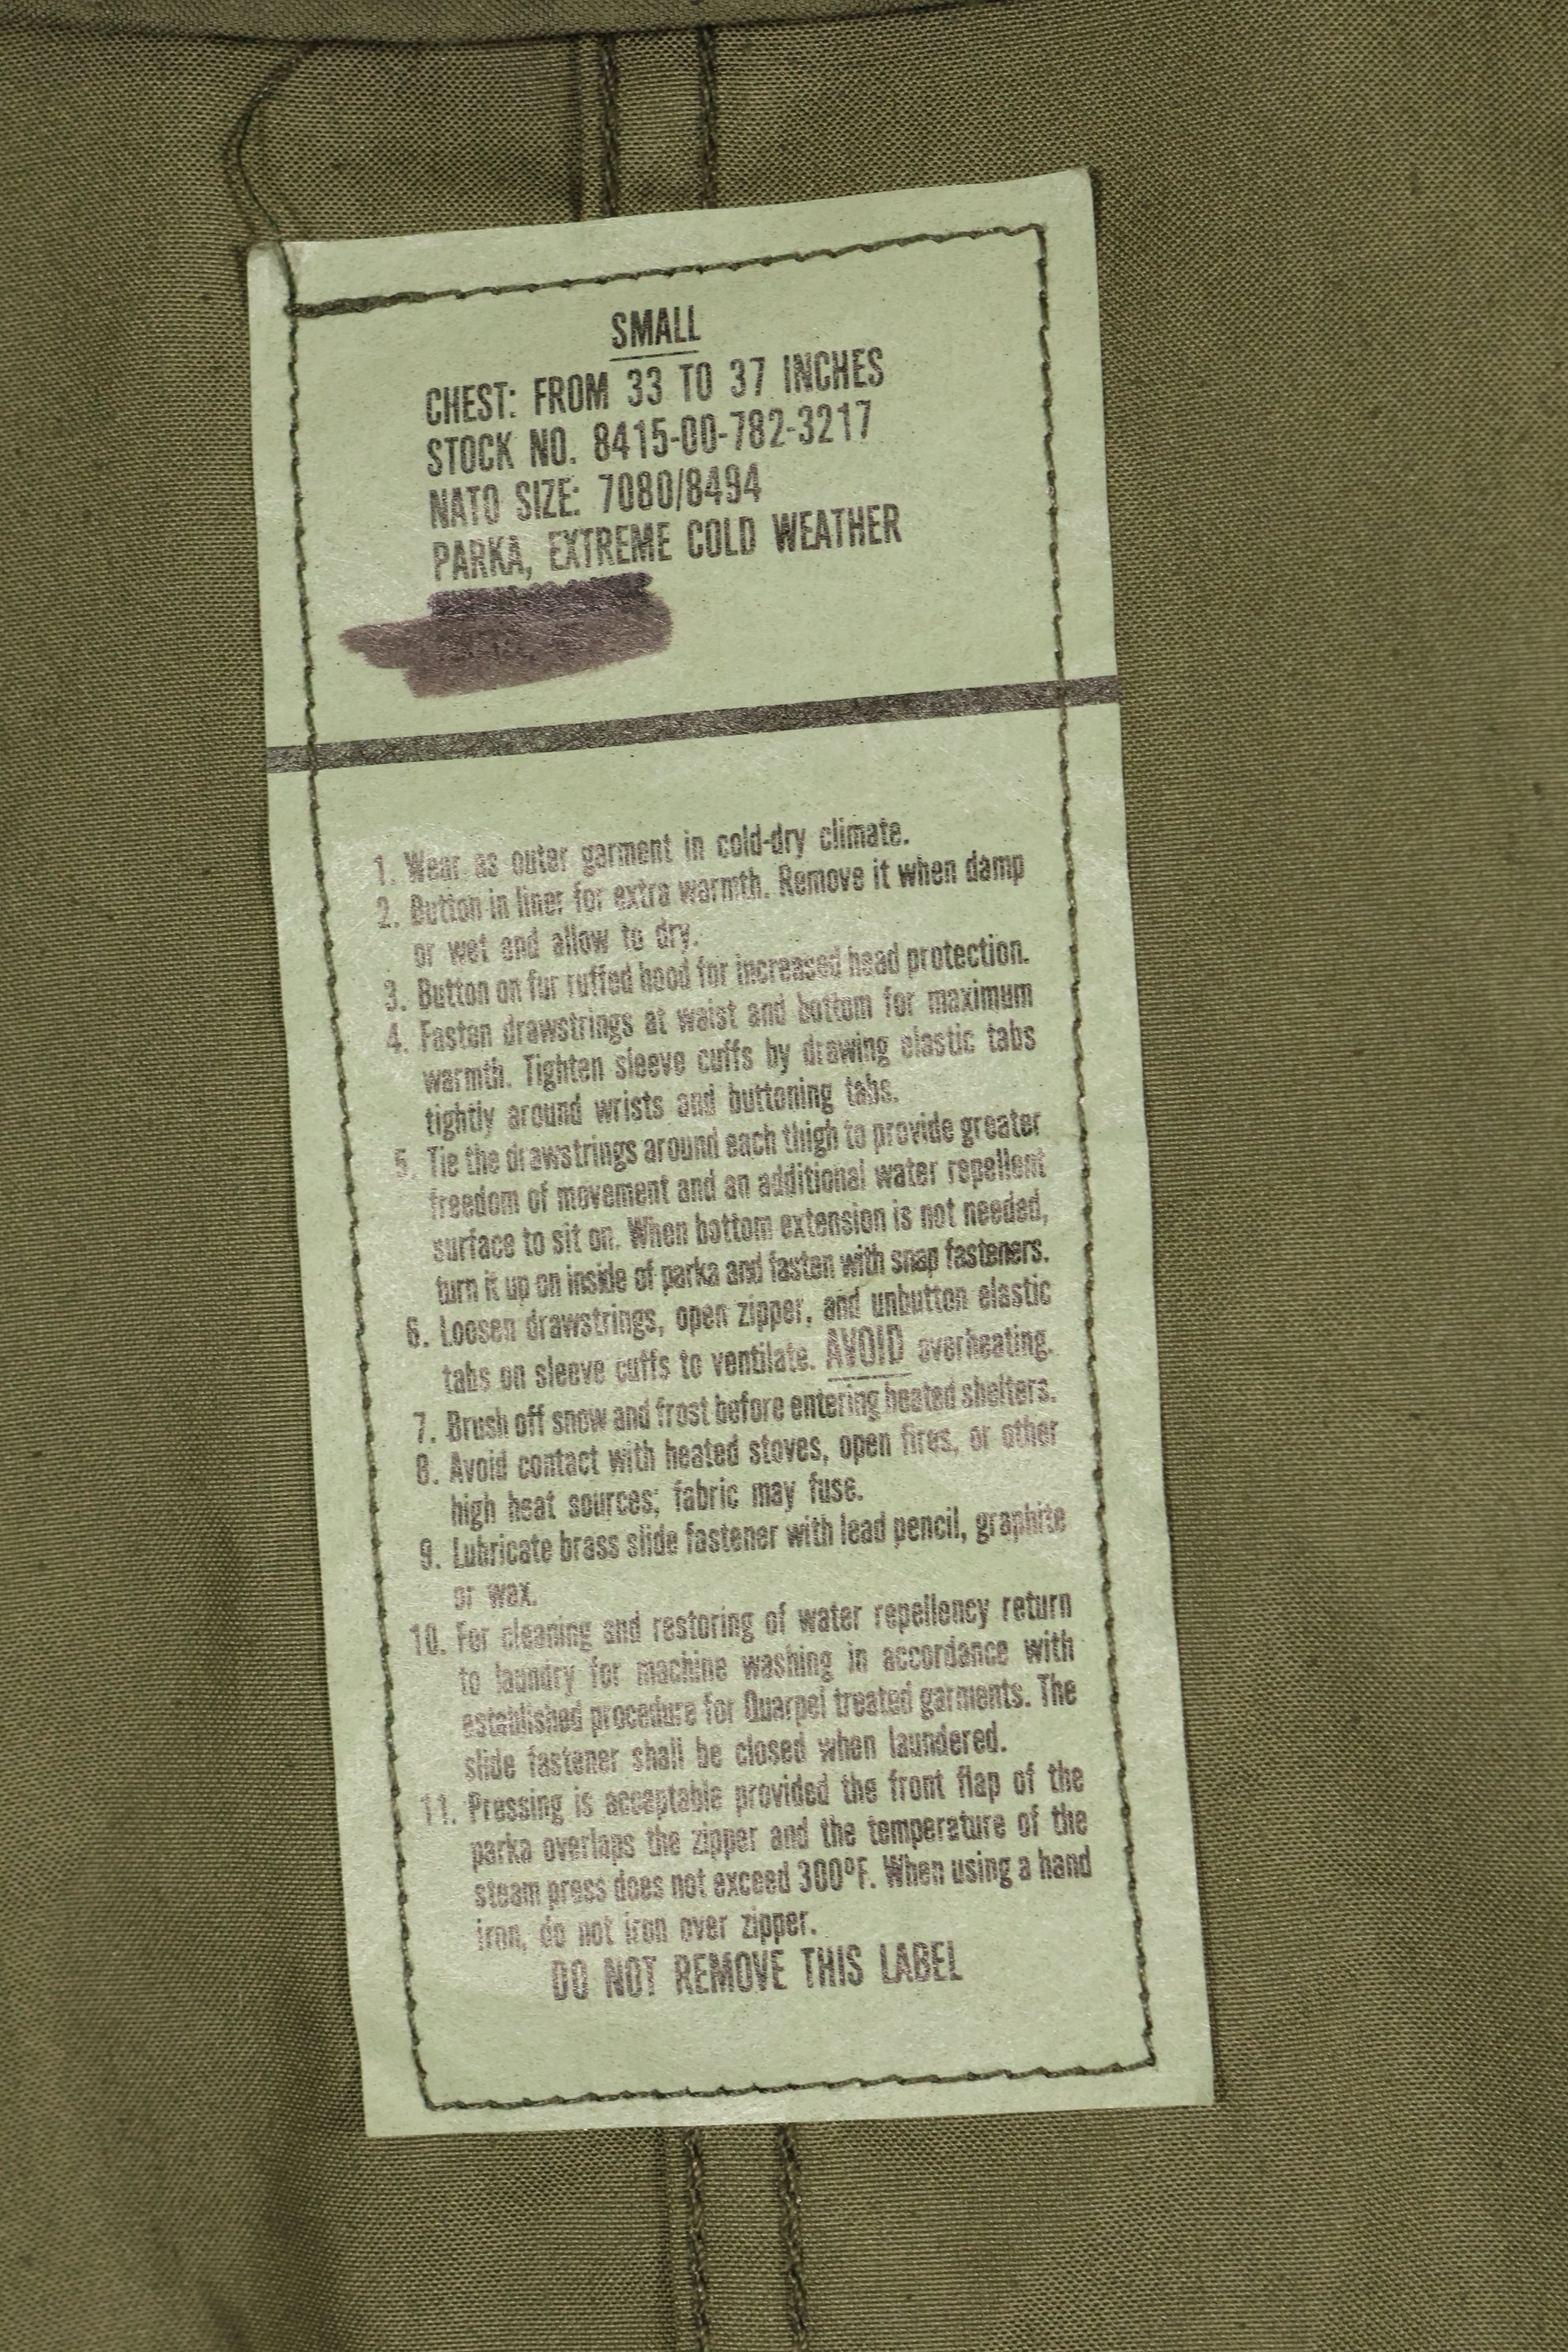 SMALL
CHEST: FROM 33 TO 37 INCHES
STOCK NO. 8415-00-782-3217
NATO SIZE: 7080/8494
PARKA, EXTREME COLD WEATHER
1. Wear as outer garment in cold-dry climate.
2. Button in liner for extra warmth. Remove it when damp
or wet and allow to dry.
3. Button on fur ruffed hood for increased head protection.
4. Fasten drawstrings at waist and bottom for maximum
warmth. Tighten sleeve cuffs by drawing elastic tabs
tightly around wrists and buttoning tabs.
5. Tie the drawstrings around each thigh to provide greater
freedom of movement and an additional water repellent
surface to sit on. When bottom extension is not needed,
turn it up on inside of parka and fasten with snap fasteners.
6. Loosen drawstrings, open zipper, and unbutton elastic
tabs on sleeve cuffs to ventilate. AVOID overheating.
7. Brush off snow and frost before entering heated shelters.
8. Avoid contact with heated stoves, open fires, or other
high heat sources; fabric may fuse.
9. Lubricate brass slide fastener with lead pencil, graphite
or wax.
10. For cleaning and restoring of water repellency return
to laundry for machine washing in accordance with
established procedure for Quarpel treated garments. The
slide fastener shall be closed when laundered.
11. Pressing is acceptable provided the front flap of the
parka overlaps the zipper and the temperature of the
steam press does not exceed 300°F. When using a hand
iron, do not iron over zipper.
DO NOT REMOVE THIS LABEL